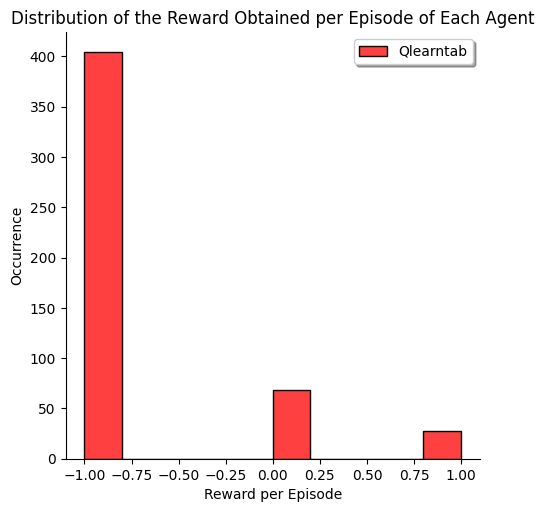 Distribution of the Reward Obtained per Episode of Each Agent
Qlearntab
400
350
300
250
200
150
100
50
0
Occurrence
−1.00 −0.75 −0.50 −0.25 0.00 0.25 0.50 0.75 1.00
Reward per Episode